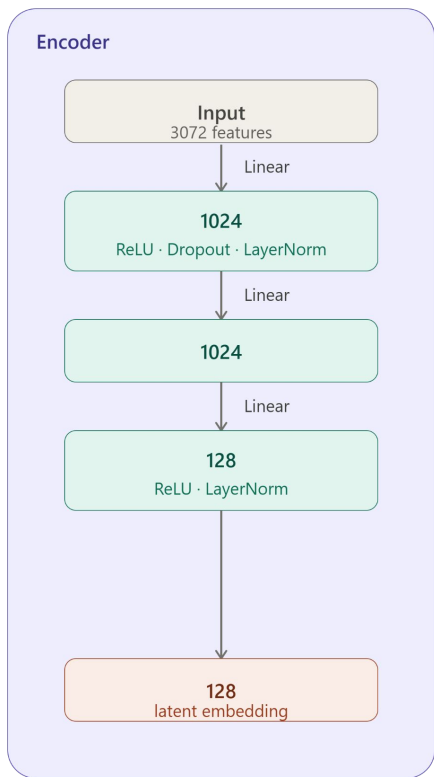 Encoder
Input
3072 features
Linear
1024
ReLU · Dropout · LayerNorm
Linear
1024
Linear
128
ReLU · LayerNorm
128
latent embedding